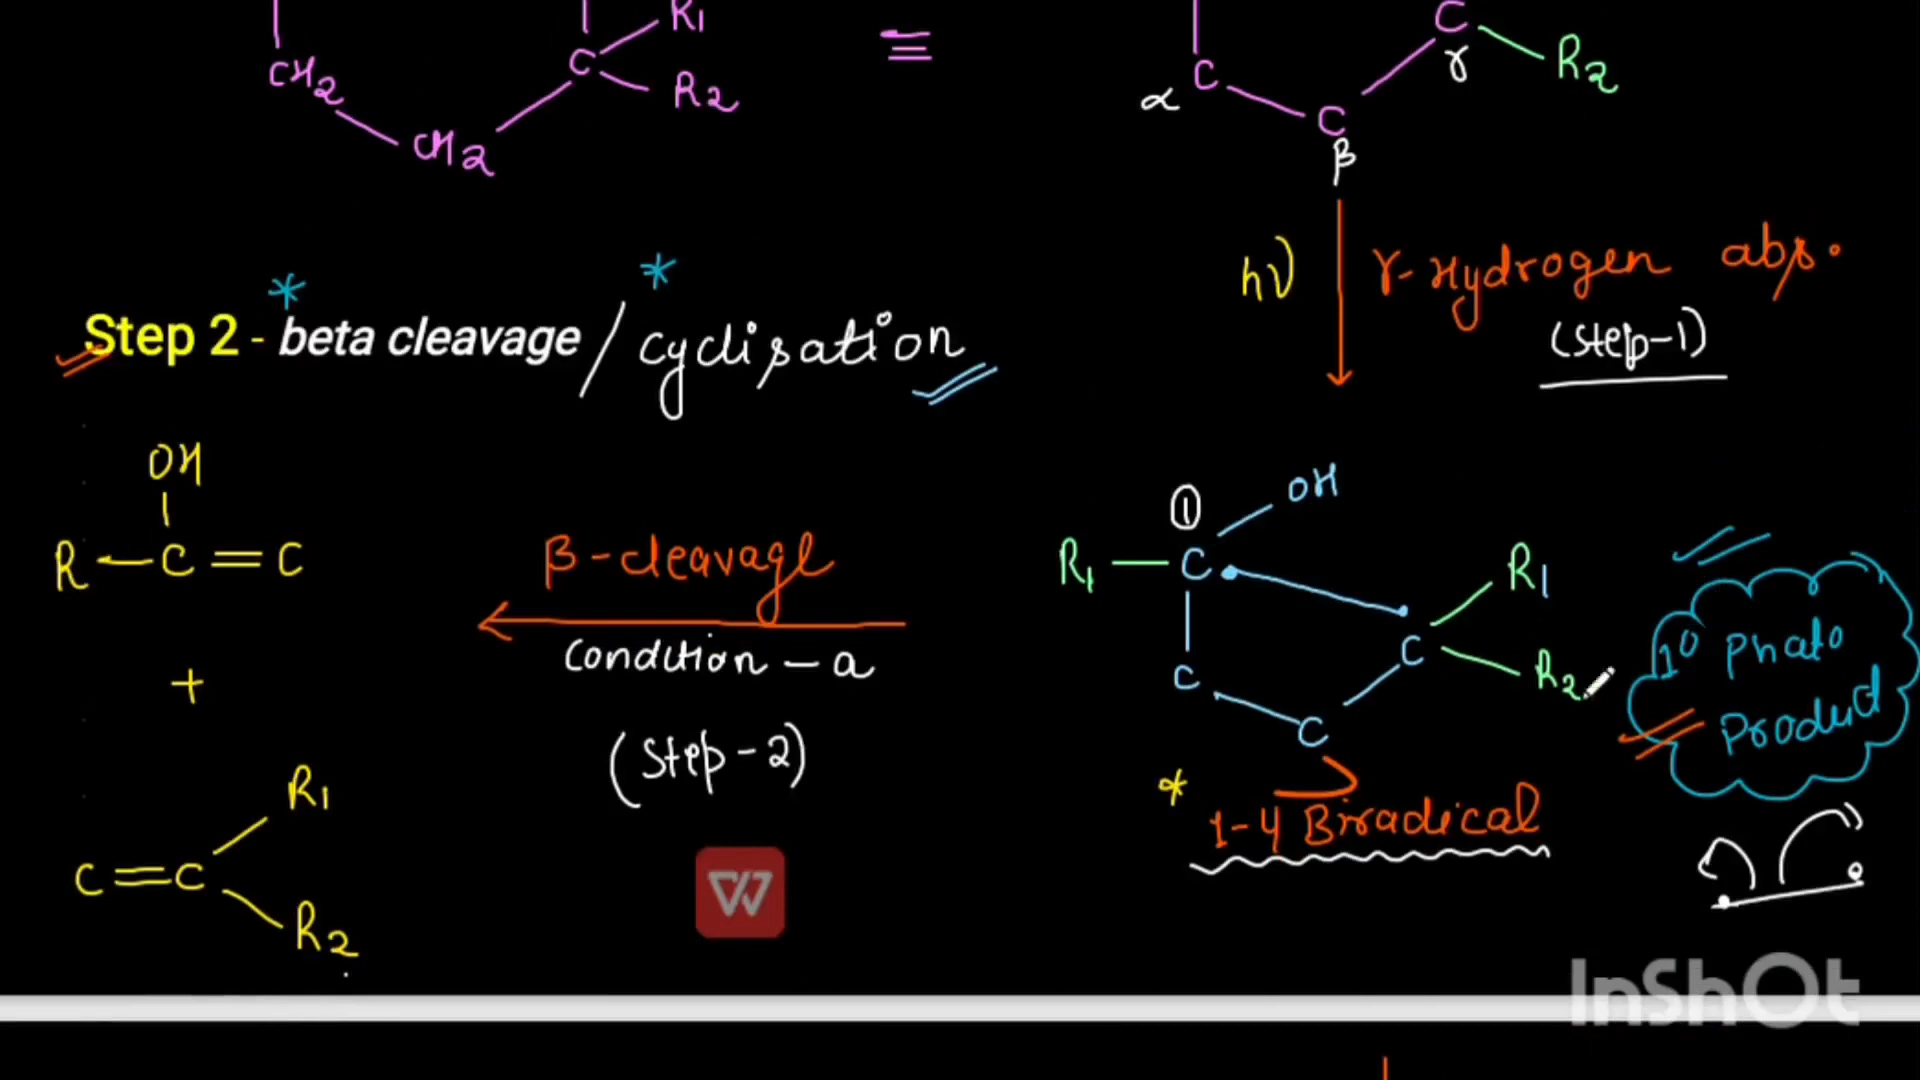 R1
C
CH2
R2
CH2
≡
C
γ
R2
C
α
C
β
hν
γ-Hydrogen abs.
(Step-1)
* *
Step 2 - beta cleavage / cyclisation
OH
R—C=C
+
R1
C=C
R2
β-cleavage
Condition - a
(Step-2)
①
OH
R1—C
R1
C
R2
C
C
* 1-4 Biradical
1° Photo
Product
W
InShOt